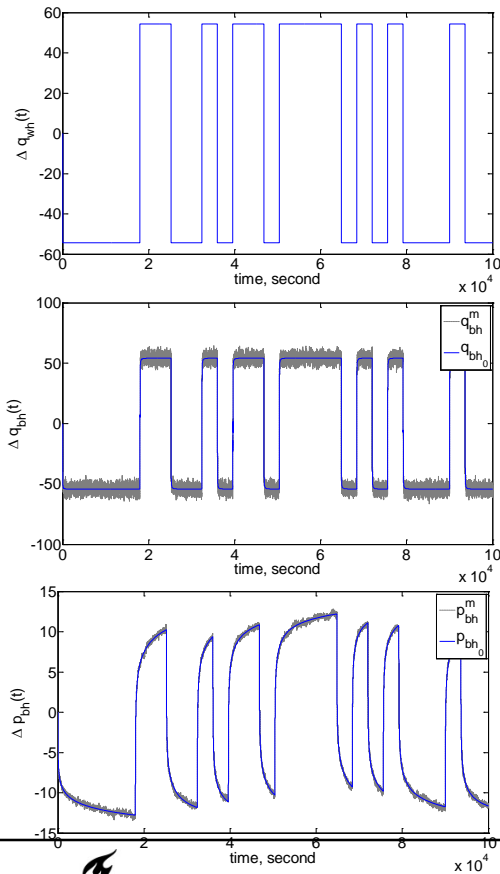 60
40
20
0
-20
-40
-60
Δ q_wh(t)
0 2 4 6 8 10
time, second
x 10^4
100
50
0
-50
-100
Δ q_bh(t)
q_bh^m
q_bh_0
0 2 4 6 8 10
time, second
x 10^4
15
10
5
0
-5
-10
-15
Δ p_bh(t)
p_bh^m
p_bh_0
0 2 4 6 8 10
time, second
x 10^4